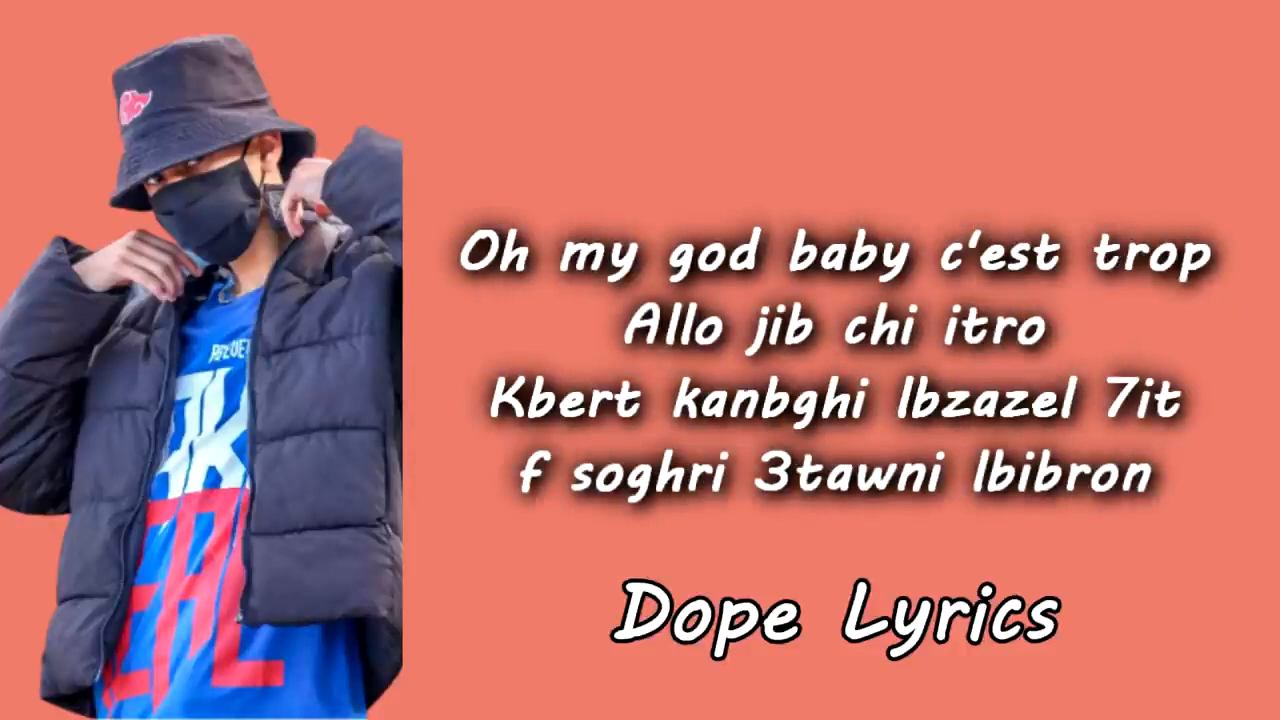 Oh my god baby c'est trop
Allo jib chi itro
Kbert kanbghi lbzazel 7it
f soghri 3tawni lbibron
Dope Lyrics